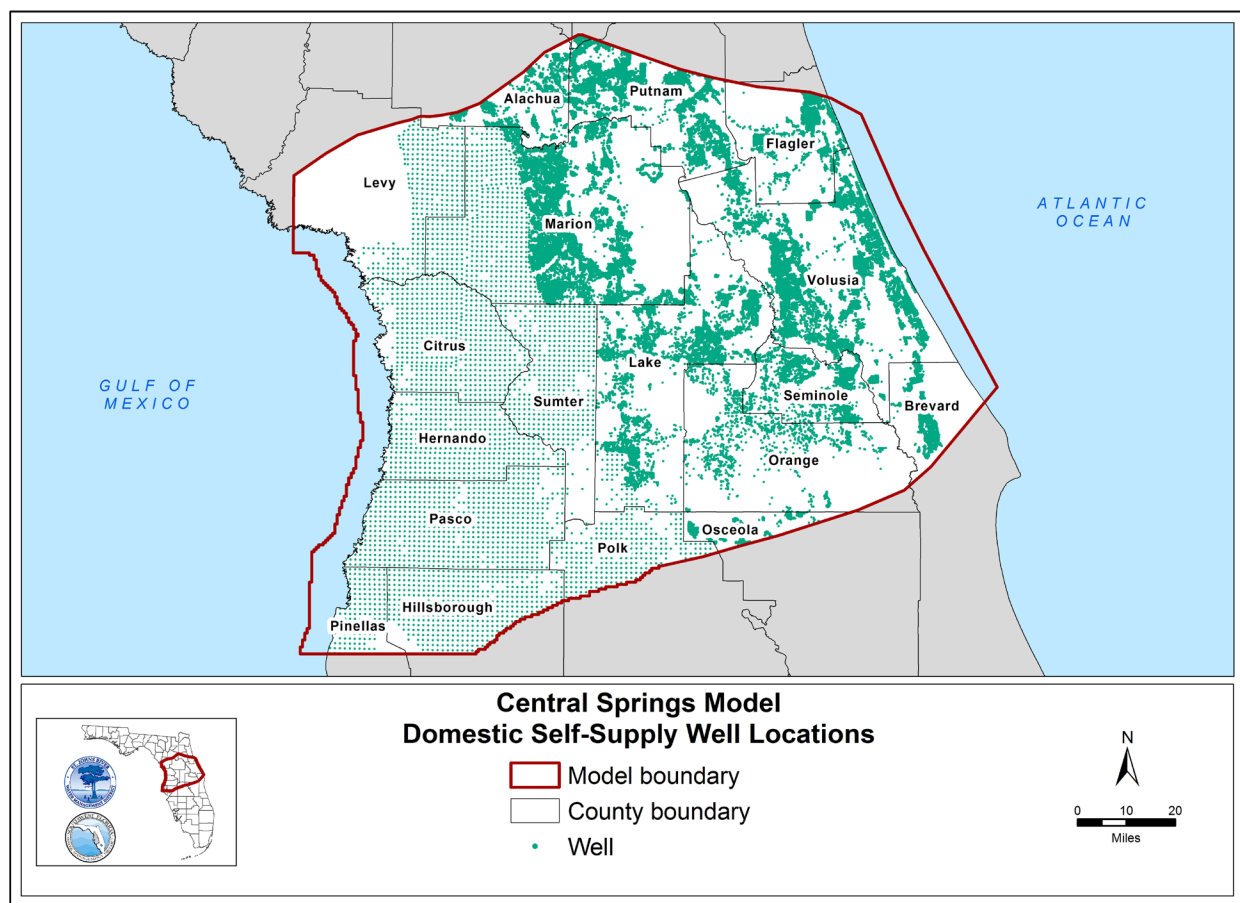 Alachua
Putnam
Flagler
Levy
ATLANTIC
OCEAN
Marion
Volusia
Citrus
Lake
GULF OF
MEXICO
Sumter
Seminole
Brevard
Hernando
Orange
Pasco
Osceola
Polk
Hillsborough
Pinellas
Central Springs Model
Domestic Self-Supply Well Locations
Model boundary
County boundary
Well
N
0 10 20
Miles